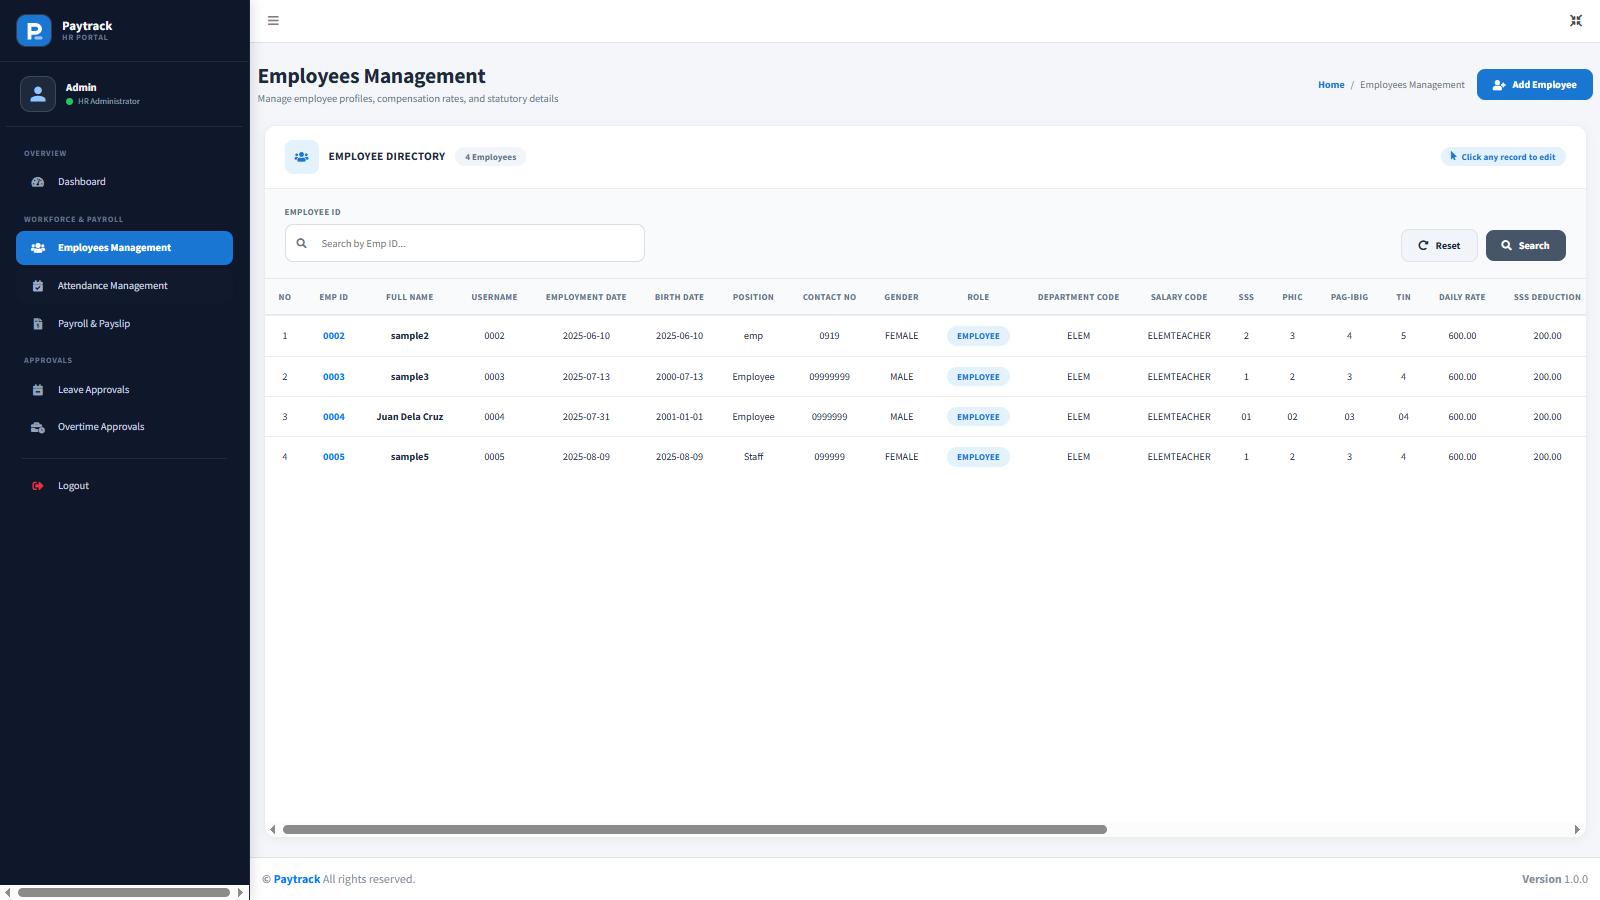 Paytrack
HR PORTAL
Admin
HR Administrator
OVERVIEW
Dashboard
WORKFORCE & PAYROLL
Employees Management
Attendance Management
Payroll & Payslip
APPROVALS
Leave Approvals
Overtime Approvals
Logout
Employees Management
Manage employee profiles, compensation rates, and statutory details
Home / Employees Management
Add Employee
EMPLOYEE DIRECTORY 4 Employees
Click any record to edit
EMPLOYEE ID
Search by Emp ID...
Reset
Search
NO EMP ID FULL NAME USERNAME EMPLOYMENT DATE BIRTH DATE POSITION CONTACT NO GENDER ROLE DEPARTMENT CODE SALARY CODE SSS PHIC PAG-IBIG TIN DAILY RATE SSS DEDUCTION
1 0002 sample2 0002 2025-06-10 2025-06-10 emp 0919 FEMALE EMPLOYEE ELEM ELEMTEACHER 2 3 4 5 600.00 200.00
2 0003 sample3 0003 2025-07-13 2000-07-13 Employee 09999999 MALE EMPLOYEE ELEM ELEMTEACHER 1 2 3 4 600.00 200.00
3 0004 Juan Dela Cruz 0004 2025-07-31 2001-01-01 Employee 0999999 MALE EMPLOYEE ELEM ELEMTEACHER 01 02 03 04 600.00 200.00
4 0005 sample5 0005 2025-08-09 2025-08-09 Staff 099999 FEMALE EMPLOYEE ELEM ELEMTEACHER 1 2 3 4 600.00 200.00
© Paytrack All rights reserved.
Version 1.0.0